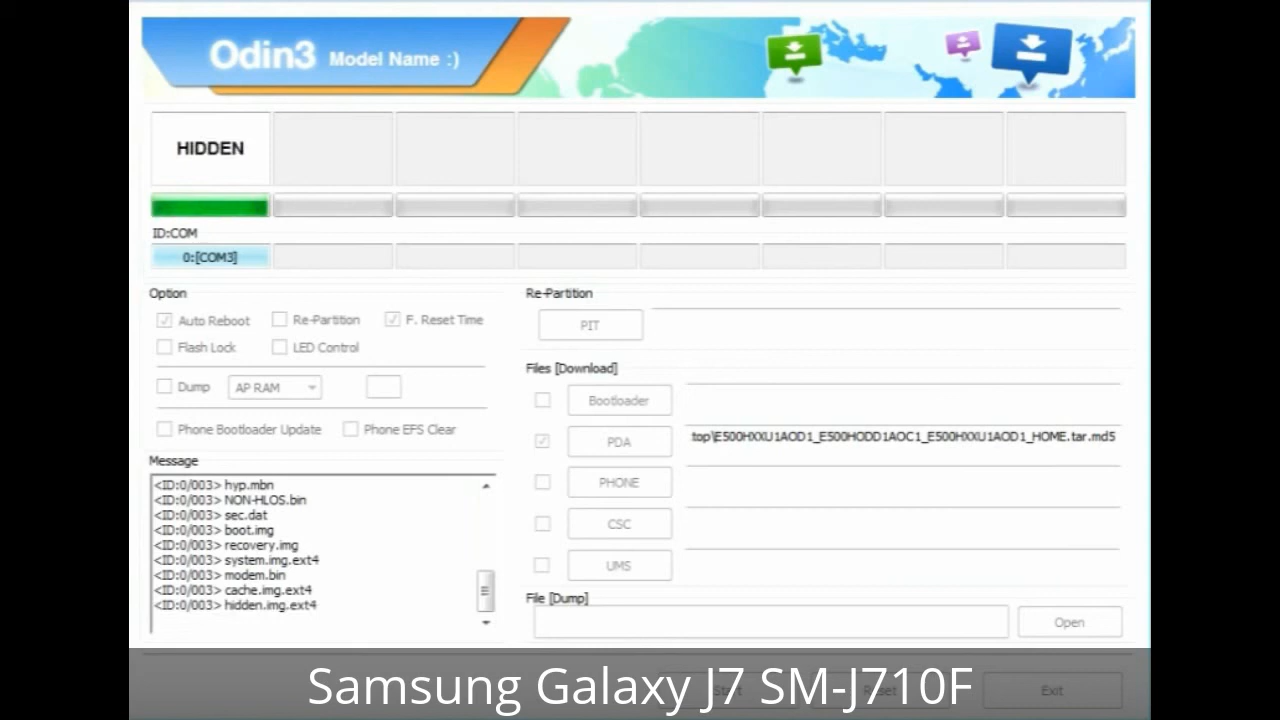 Odin3 Model Name :)
HIDDEN
ID:COM
0:[COM3]
Option
Auto Reboot Re-Partition F. Reset Time
Flash Lock LED Control
Dump AP RAM
Phone Bootloader Update Phone EFS Clear
Message
<ID:0/003> hyp.mbn
<ID:0/003> NON-HLOS.bin
<ID:0/003> sec.dat
<ID:0/003> boot.img
<ID:0/003> recovery.img
<ID:0/003> system.img.ext4
<ID:0/003> modem.bin
<ID:0/003> cache.img.ext4
<ID:0/003> hidden.img.ext4
Re-Partition
PIT
Files [Download]
Bootloader
PDA top\E500HXXU1AOD1_E500HODD1AOC1_E500HXXU1AOD1_HOME.tar.md5
PHONE
CSC
UMS
File [Dump]
Open
Start Reset Exit
Samsung Galaxy J7 SM-J710F